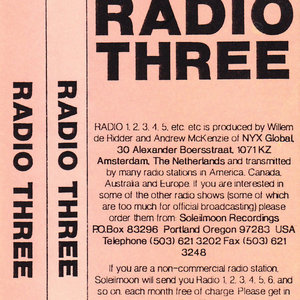 RADIO THREE
RADIO THREE
RADIO
THREE
RADIO 1, 2, 3, 4, 5, etc. etc is produced by Willem
de Ridder and Andrew McKenzie of NYX Global,
30 Alexander Boersstraat, 1071 KZ
Amsterdam, The Netherlands and transmitted
by many radio stations in America, Canada,
Australia and Europe. If you are interested in
some of the other radio shows (some of which
are too much for official broadcasting) please
order them from: Soleilmoon Recordings
P.O.Box 83296 Portland Oregon 97283 USA
Telephone (503) 621 3202 Fax (503) 621
3248
If you are a non-commercial radio station,
Soleilmoon will send you Radio 1, 2, 3, 4, 5, 6, and
so on, each month free of charge. Please get in